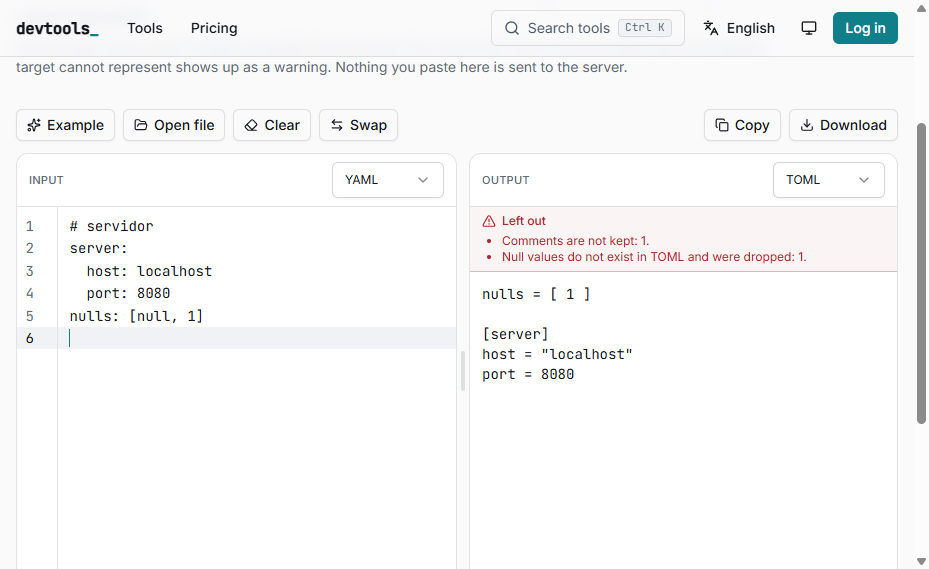 devtools_ Tools Pricing Search tools Ctrl K English Log in
target cannot represent shows up as a warning. Nothing you paste here is sent to the server.
Example Open file Clear Swap Copy Download
INPUT YAML
1 # servidor
2 server:
3 host: localhost
4 port: 8080
5 nulls: [null, 1]
6
OUTPUT TOML
Left out
• Comments are not kept: 1.
• Null values do not exist in TOML and were dropped: 1.
nulls = [ 1 ]
[server]
host = "localhost"
port = 8080